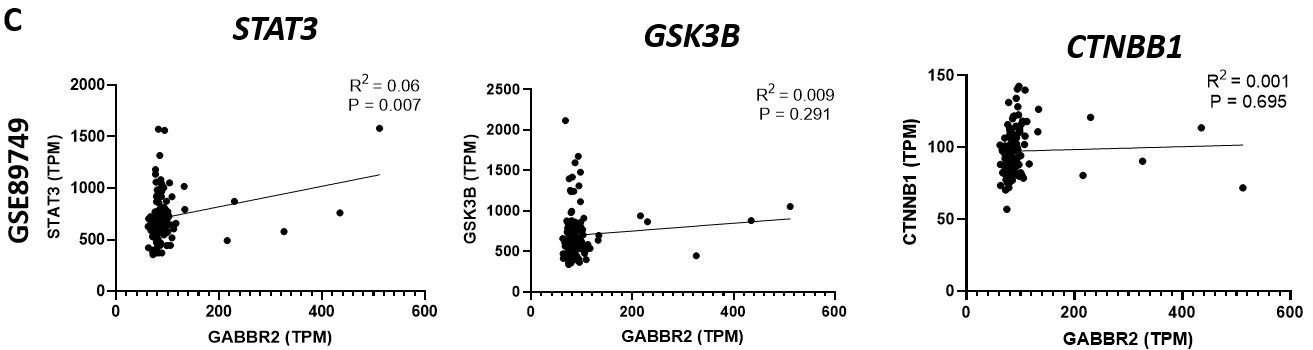 C
GSE89749
STAT3
R2 = 0.06
P = 0.007
STAT3 (TPM)
2000
1500
1000
500
0
0 200 400 600
GABBR2 (TPM)
GSK3B
R2 = 0.009
P = 0.291
GSK3B (TPM)
2500
2000
1500
1000
500
0
0 200 400 600
GABBR2 (TPM)
CTNBB1
R2 = 0.001
P = 0.695
CTNNB1 (TPM)
150
100
50
0
0 200 400 600
GABBR2 (TPM)